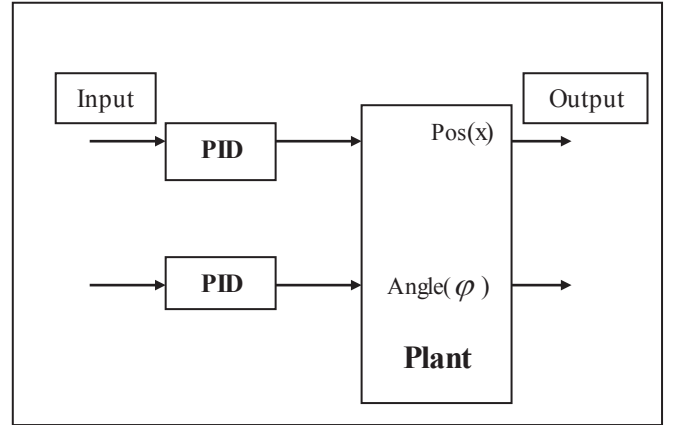 Input
Output
PID
Pos(x)
PID
Angle(φ)
Plant